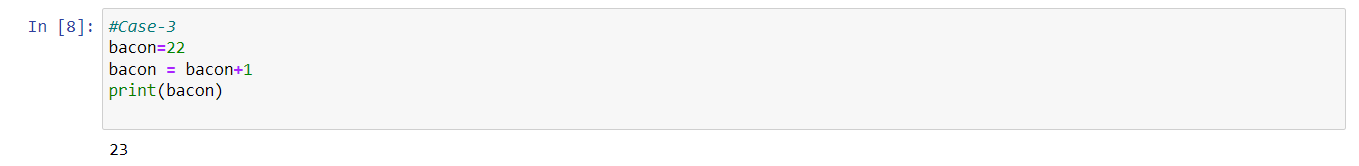 In [8]: #Case-3
bacon=22
bacon = bacon+1
print(bacon)
23